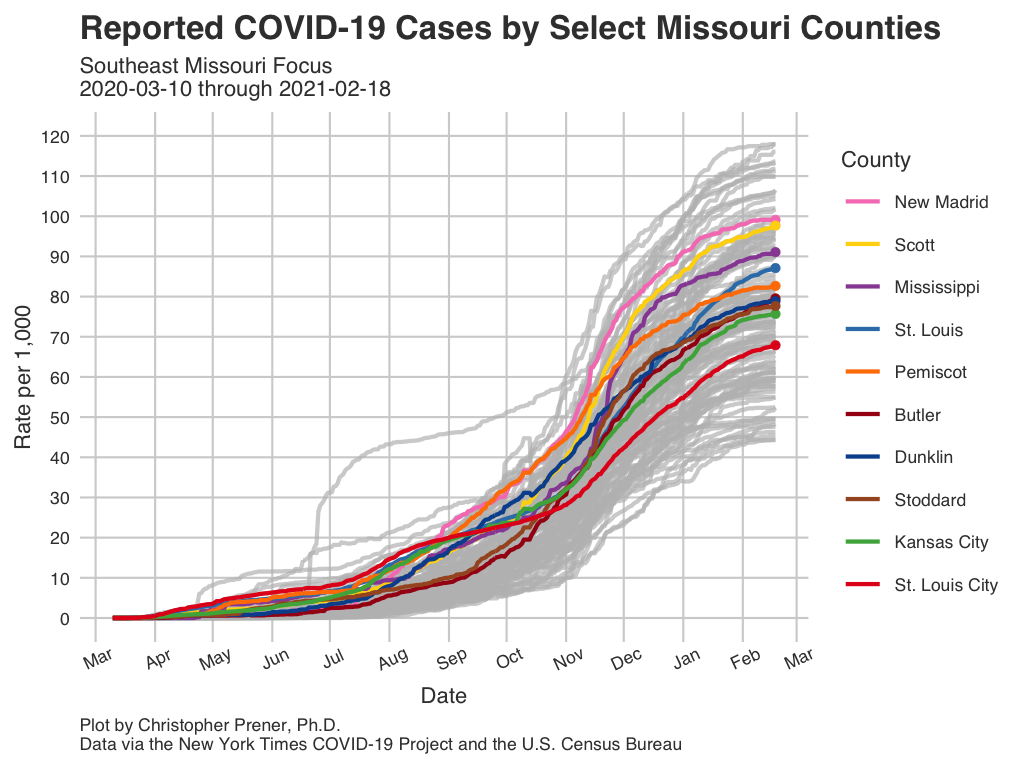 Reported COVID-19 Cases by Select Missouri Counties
Southeast Missouri Focus
2020-03-10 through 2021-02-18
120
110
100
90
80
70
60
50
40
30
20
10
0
Rate per 1,000
Mar Apr May Jun Jul Aug Sep Oct Nov Dec Jan Feb Mar
Date
County
New Madrid
Scott
Mississippi
St. Louis
Pemiscot
Butler
Dunklin
Stoddard
Kansas City
St. Louis City
Plot by Christopher Prener, Ph.D.
Data via the New York Times COVID-19 Project and the U.S. Census Bureau